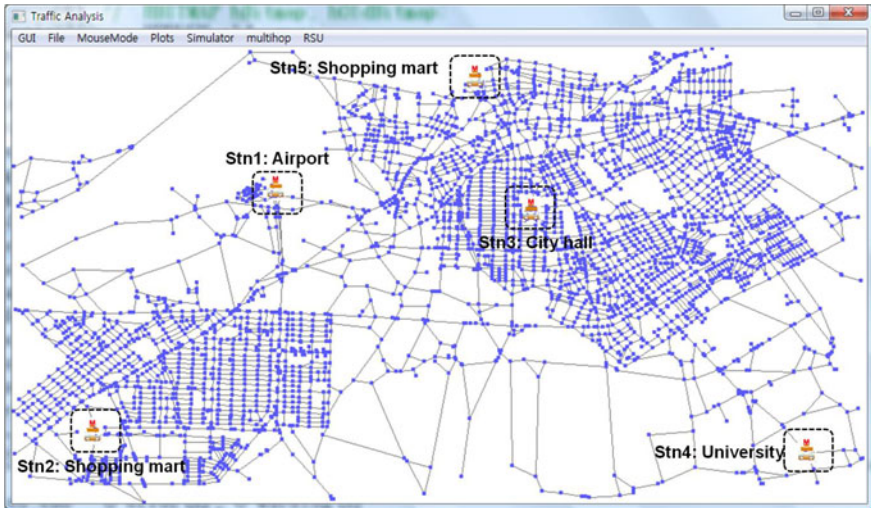 Traffic Analysis
GUI File MouseMode Plots Simulator multihop RSU
Stn5: Shopping mart
Stn1: Airport
Stn3: City hall
Stn4: University
Stn2: Shopping mart